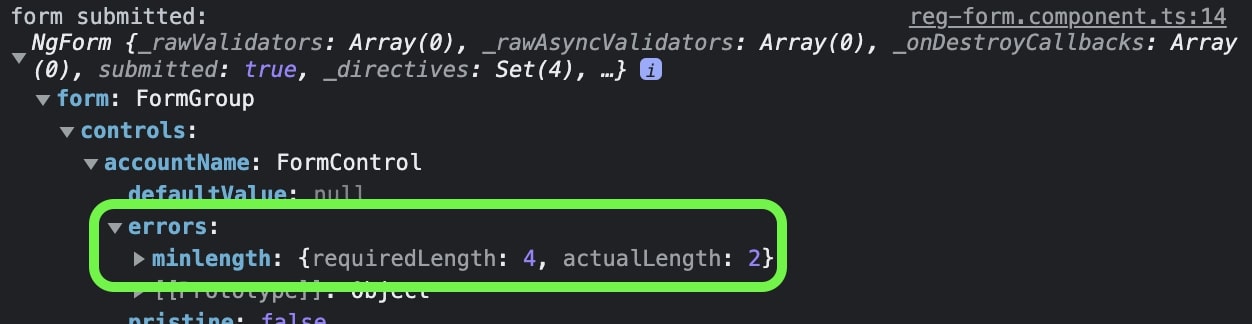 form submitted: reg-form.component.ts:14
NgForm {_rawValidators: Array(0), _rawAsyncValidators: Array(0), _onDestroyCallbacks: Array
(0), submitted: true, _directives: Set(4), …} i
form: FormGroup
controls:
accountName: FormControl
defaultValue: null
errors:
minlength: {requiredLength: 4, actualLength: 2}
[[Prototype]]: Object
pristine: false